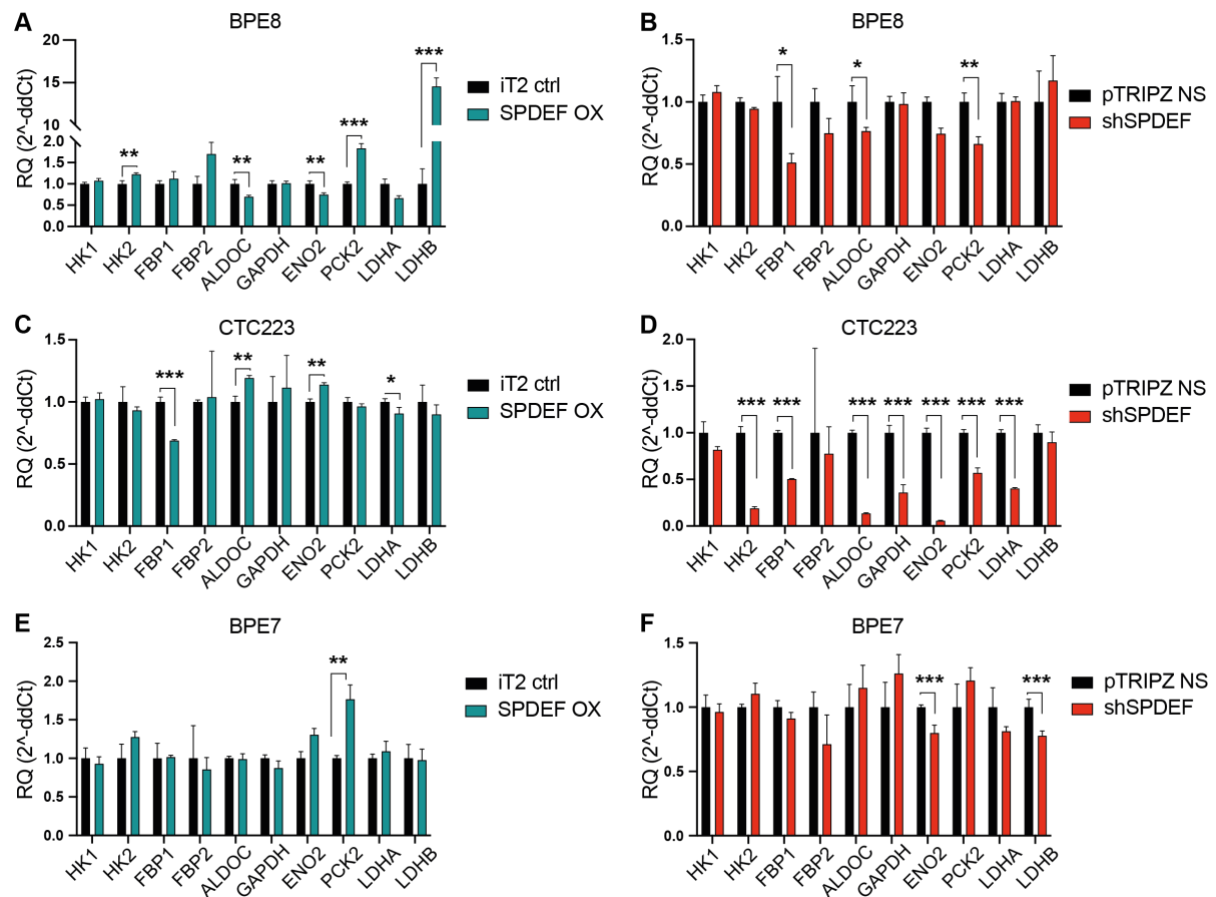 A
BPE8
RQ (2^-ddCt)
20
15
10
2.0
1.5
1.0
0.5
0.0
**
**
**
***
***
HK1
HK2
FBP1
FBP2
ALDOC
GAPDH
ENO2
PCK2
LDHA
LDHB
iT2 ctrl
SPDEF OX
B
BPE8
RQ (2^-ddCt)
1.5
1.0
0.5
0.0
*
*
**
HK1
HK2
FBP1
FBP2
ALDOC
GAPDH
ENO2
PCK2
LDHA
LDHB
pTRIPZ NS
shSPDEF
C
CTC223
RQ (2^-ddCt)
1.5
1.0
0.5
0.0
***
**
**
*
HK1
HK2
FBP1
FBP2
ALDOC
GAPDH
ENO2
PCK2
LDHA
LDHB
iT2 ctrl
SPDEF OX
D
CTC223
RQ (2^-ddCt)
2.0
1.5
1.0
0.5
0.0
***
***
***
***
***
***
***
HK1
HK2
FBP1
FBP2
ALDOC
GAPDH
ENO2
PCK2
LDHA
LDHB
pTRIPZ NS
shSPDEF
E
BPE7
RQ (2^-ddCt)
2.5
2.0
1.5
1.0
0.5
0.0
**
HK1
HK2
FBP1
FBP2
ALDOC
GAPDH
ENO2
PCK2
LDHA
LDHB
iT2 ctrl
SPDEF OX
F
BPE7
RQ (2^-ddCt)
1.5
1.0
0.5
0.0
***
***
HK1
HK2
FBP1
FBP2
ALDOC
GAPDH
ENO2
PCK2
LDHA
LDHB
pTRIPZ NS
shSPDEF